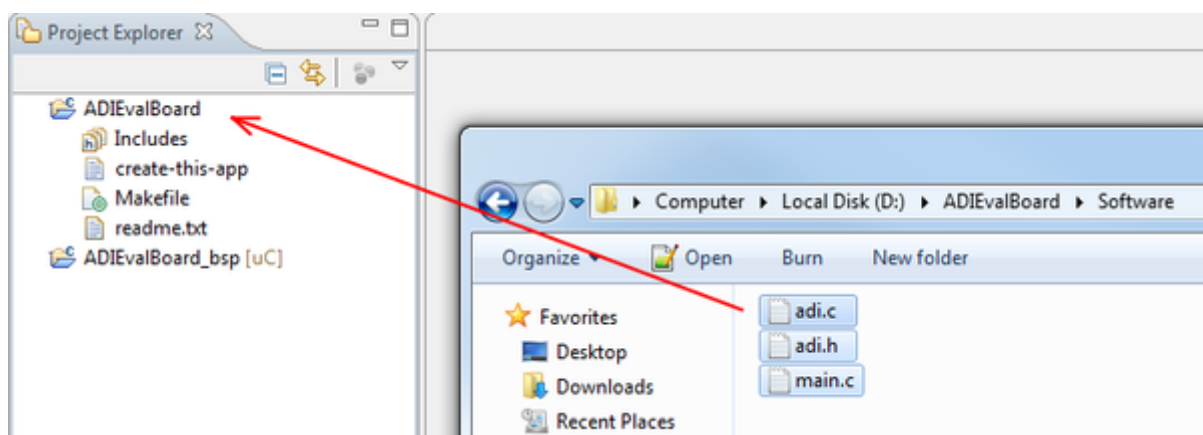 Project Explorer
ADIEvalBoard
Includes
create-this-app
Makefile
readme.txt
ADIEvalBoard_bsp [uC]
Computer Local Disk (D:) ADIEvalBoard Software
Organize Open Burn New folder
Favorites
Desktop
Downloads
Recent Places
adi.c
adi.h
main.c